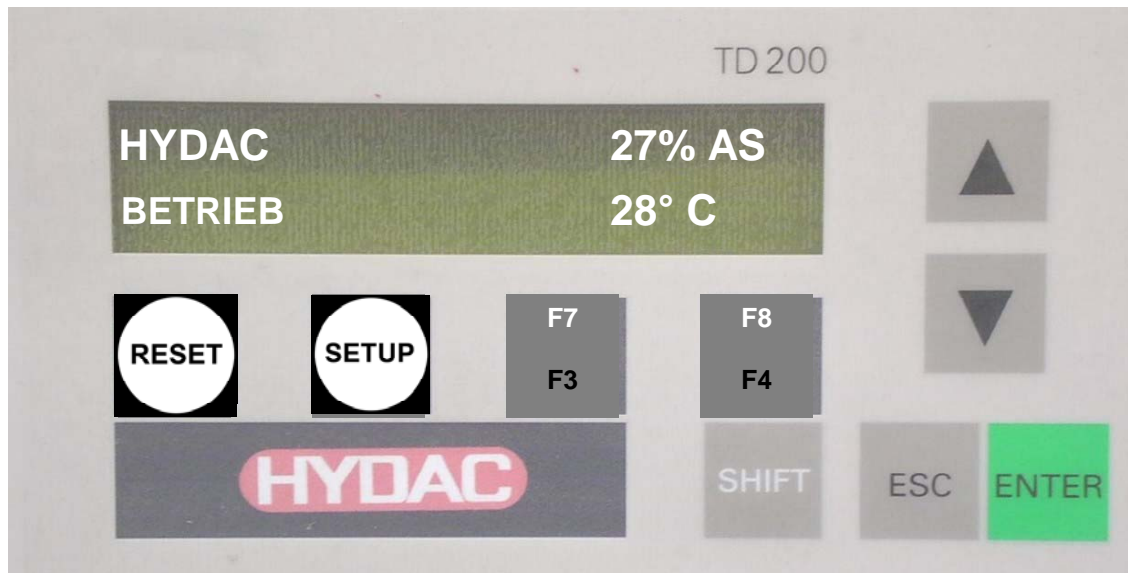 TD 200
HYDAC 27% AS
BETRIEB 28° C
RESET SETUP F7 F8
F3 F4
HYDAC SHIFT ESC ENTER